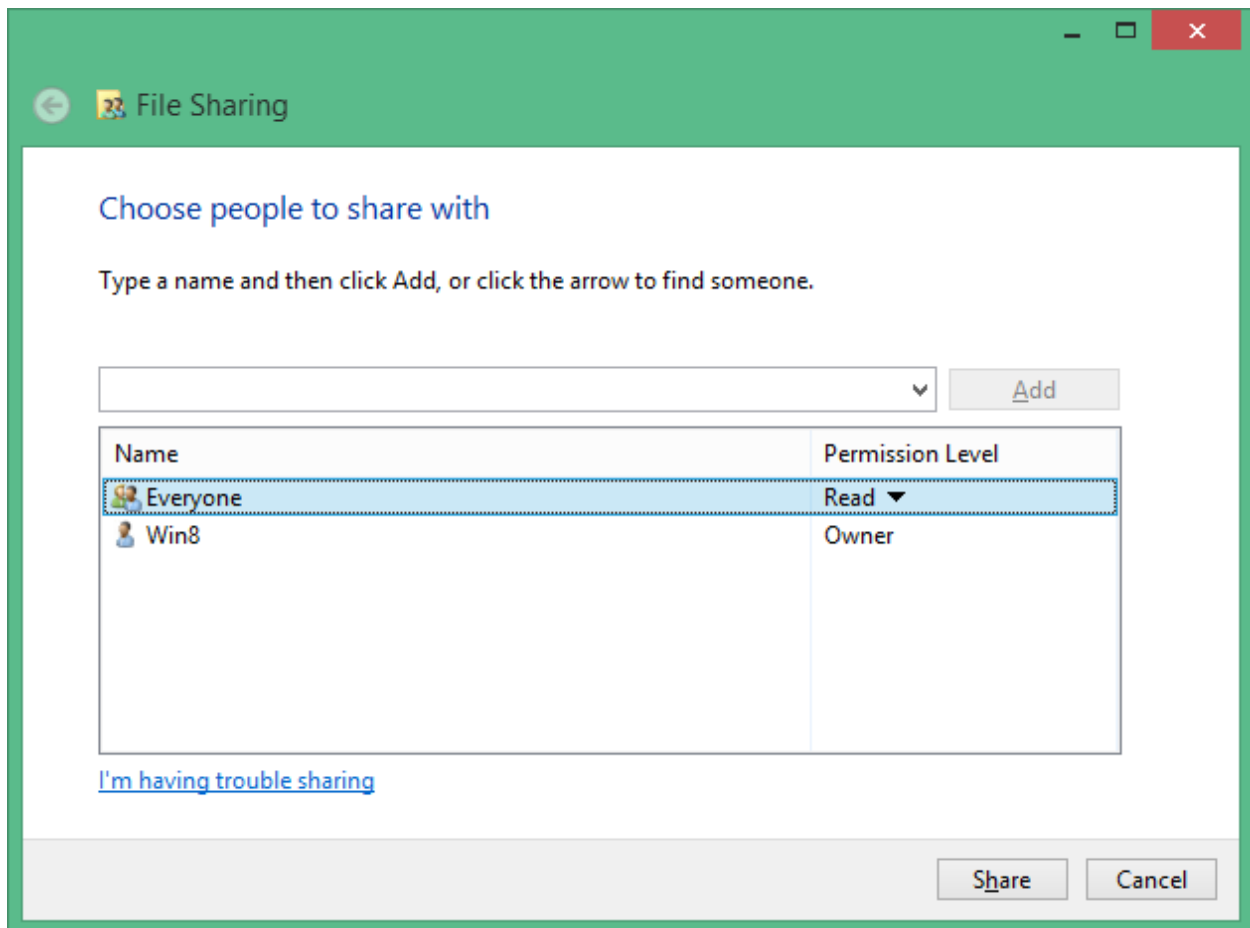 File Sharing
Choose people to share with
Type a name and then click Add, or click the arrow to find someone.
Add
Name Permission Level
Everyone Read
Win8 Owner
I'm having trouble sharing
Share Cancel